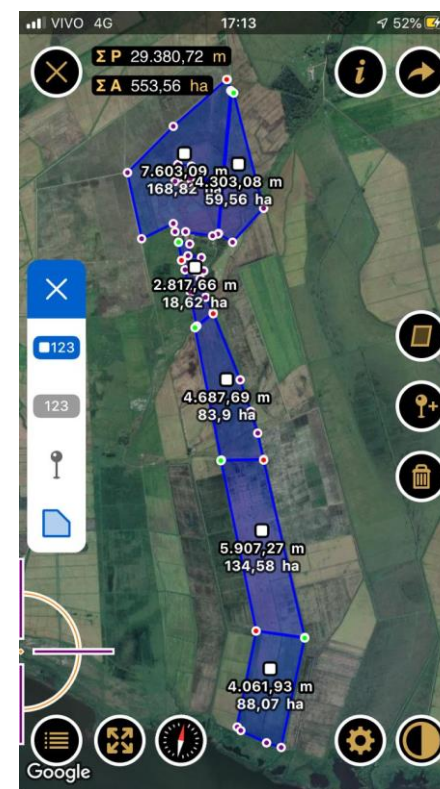 VIVO 4G 17:13 52%
Σ P 29.380,72 m
Σ A 553,56 ha
i
7.603,09 m
168,82 ha
4.303,08 m
59,56 ha
2.817,66 m
18,62 ha
123
123
4.687,69 m
83,9 ha
5.907,27 m
134,58 ha
4.061,93 m
88,07 ha
Google